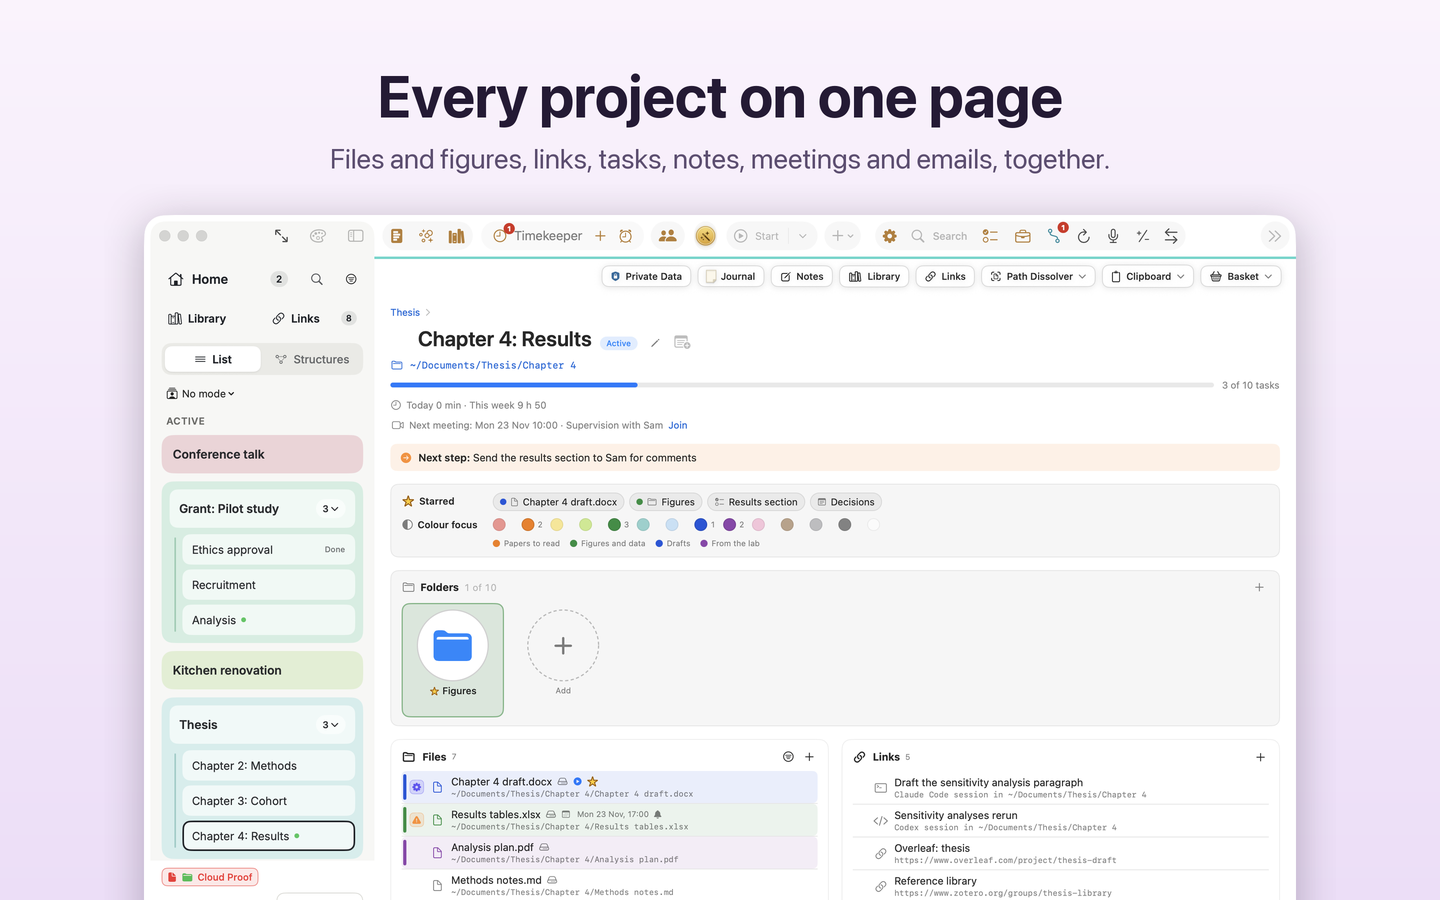 Every project on one page
Files and figures, links, tasks, notes, meetings and emails, together.
1 Timekeeper
Start
Search
1
Home 2
Library
Links 8
List
Structures
No mode
ACTIVE
Conference talk
Grant: Pilot study 3
Ethics approval Done
Recruitment
Analysis
Kitchen renovation
Thesis 3
Chapter 2: Methods
Chapter 3: Cohort
Chapter 4: Results
Cloud Proof
Private Data
Journal
Notes
Library
Links
Path Dissolver
Clipboard
Basket
Thesis
Chapter 4: Results Active
~/Documents/Thesis/Chapter 4
3 of 10 tasks
Today 0 min · This week 9 h 50
Next meeting: Mon 23 Nov 10:00 · Supervision with Sam Join
Next step: Send the results section to Sam for comments
Starred
Chapter 4 draft.docx
Figures
Results section
Decisions
Colour focus
2 3 1 2
Papers to read
Figures and data
Drafts
From the lab
Folders 1 of 10
Figures
Add
Files 7
Chapter 4 draft.docx
~/Documents/Thesis/Chapter 4/Chapter 4 draft.docx
Results tables.xlsx Mon 23 Nov, 17:00
~/Documents/Thesis/Chapter 4/Results tables.xlsx
Analysis plan.pdf
~/Documents/Thesis/Chapter 4/Analysis plan.pdf
Methods notes.md
~/Documents/Thesis/Chapter 4/Methods notes.md
Links 5
Draft the sensitivity analysis paragraph
Claude Code session in ~/Documents/Thesis/Chapter 4
Sensitivity analyses rerun
Codex session in ~/Documents/Thesis/Chapter 4
Overleaf: thesis
https://www.overleaf.com/project/thesis-draft
Reference library
https://www.zotero.org/groups/thesis-library